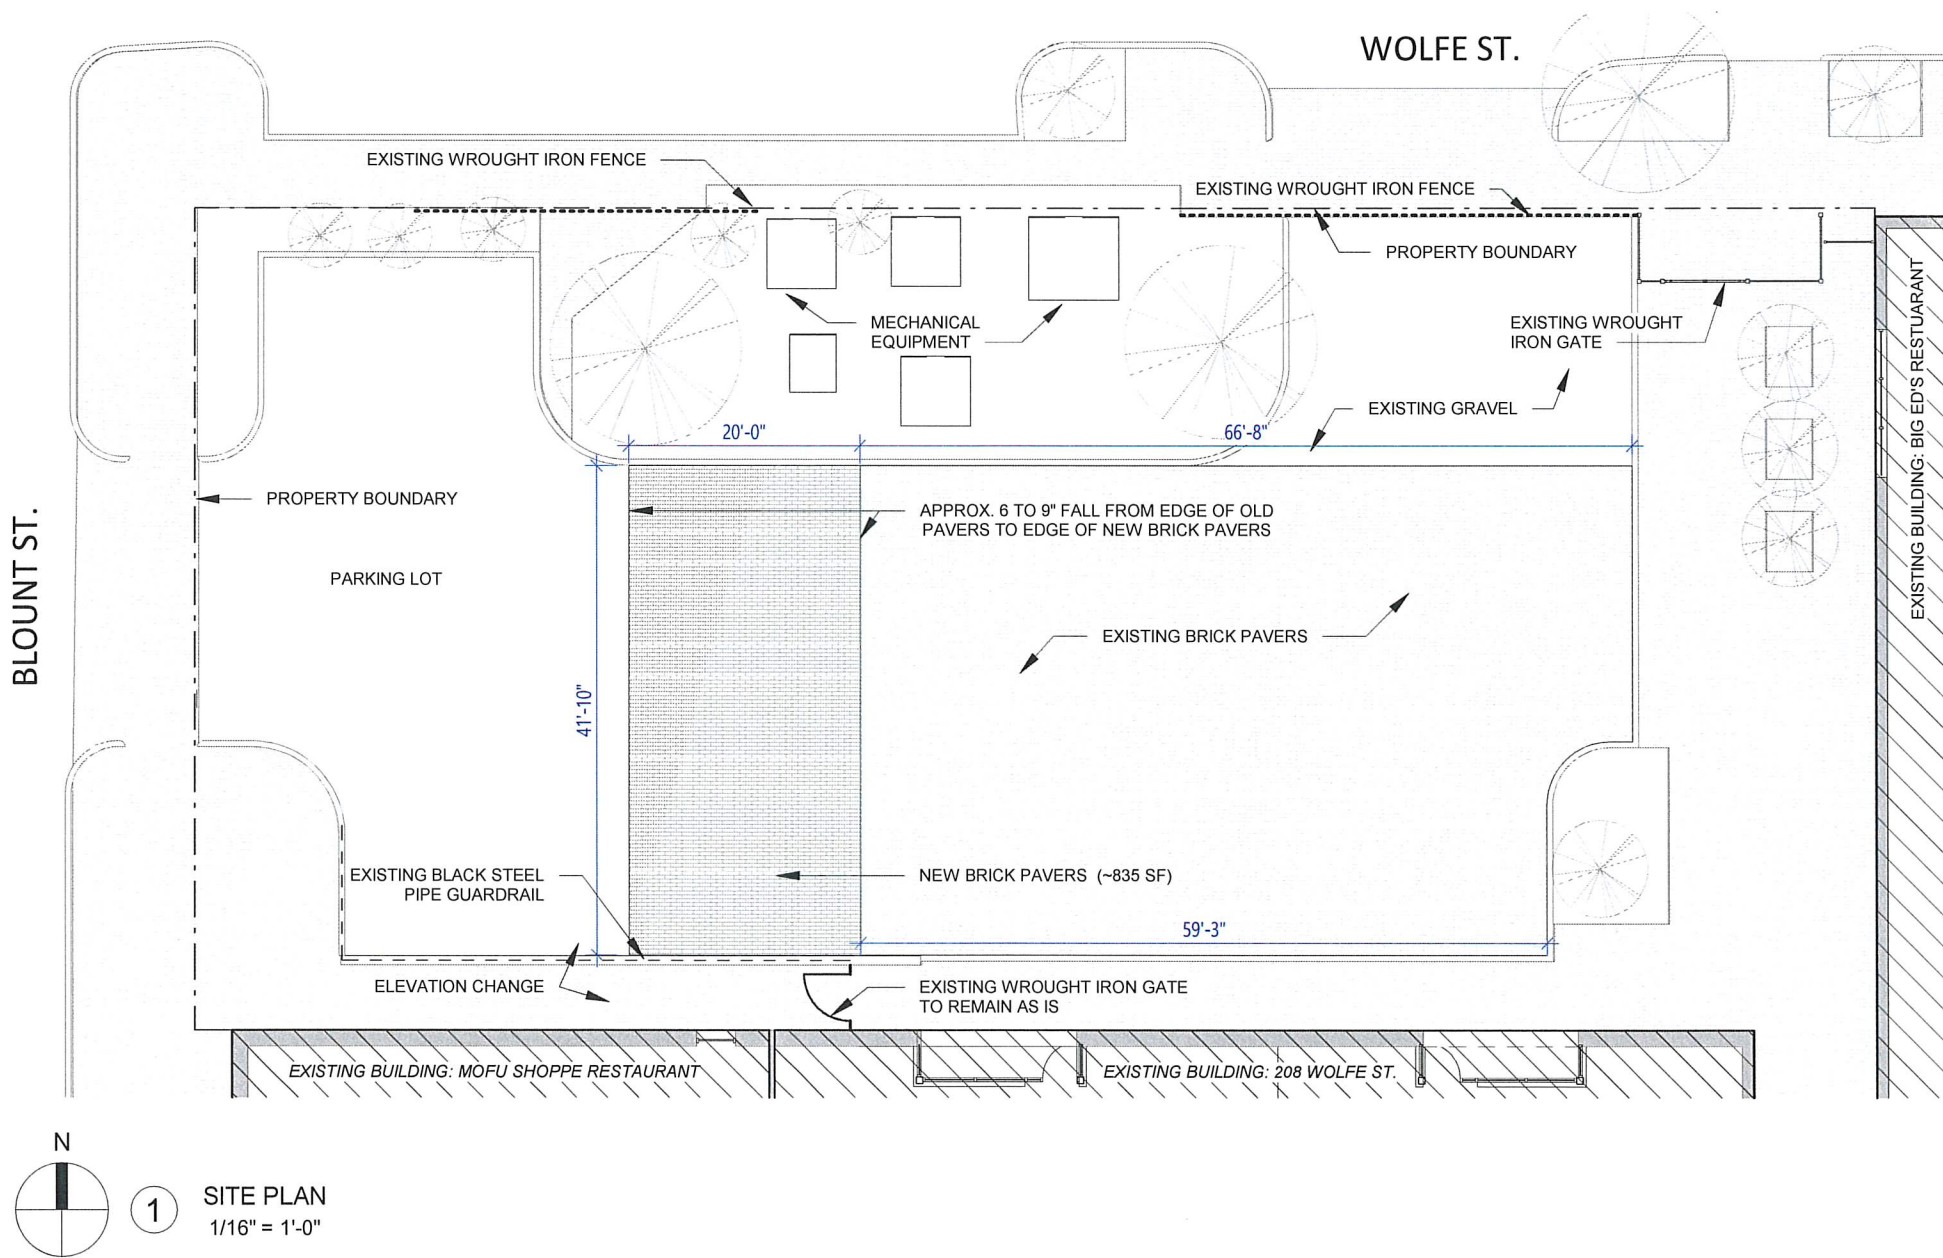 WOLFE ST.
EXISTING WROUGHT IRON FENCE
EXISTING WROUGHT IRON FENCE
PROPERTY BOUNDARY
MECHANICAL
EQUIPMENT
EXISTING WROUGHT
IRON GATE
EXISTING GRAVEL
20'-0"
66'-8"
PROPERTY BOUNDARY
APPROX. 6 TO 9" FALL FROM EDGE OF OLD
PAVERS TO EDGE OF NEW BRICK PAVERS
BLOUNT ST.
PARKING LOT
EXISTING BUILDING: BIG ED'S RESTUARANT
EXISTING BRICK PAVERS
41'-10"
EXISTING BLACK STEEL
PIPE GUARDRAIL
NEW BRICK PAVERS (~835 SF)
59'-3"
ELEVATION CHANGE
EXISTING WROUGHT IRON GATE
TO REMAIN AS IS
EXISTING BUILDING: MOFU SHOPPE RESTAURANT
EXISTING BUILDING: 208 WOLFE ST.
N
1
SITE PLAN
1/16" = 1'-0"